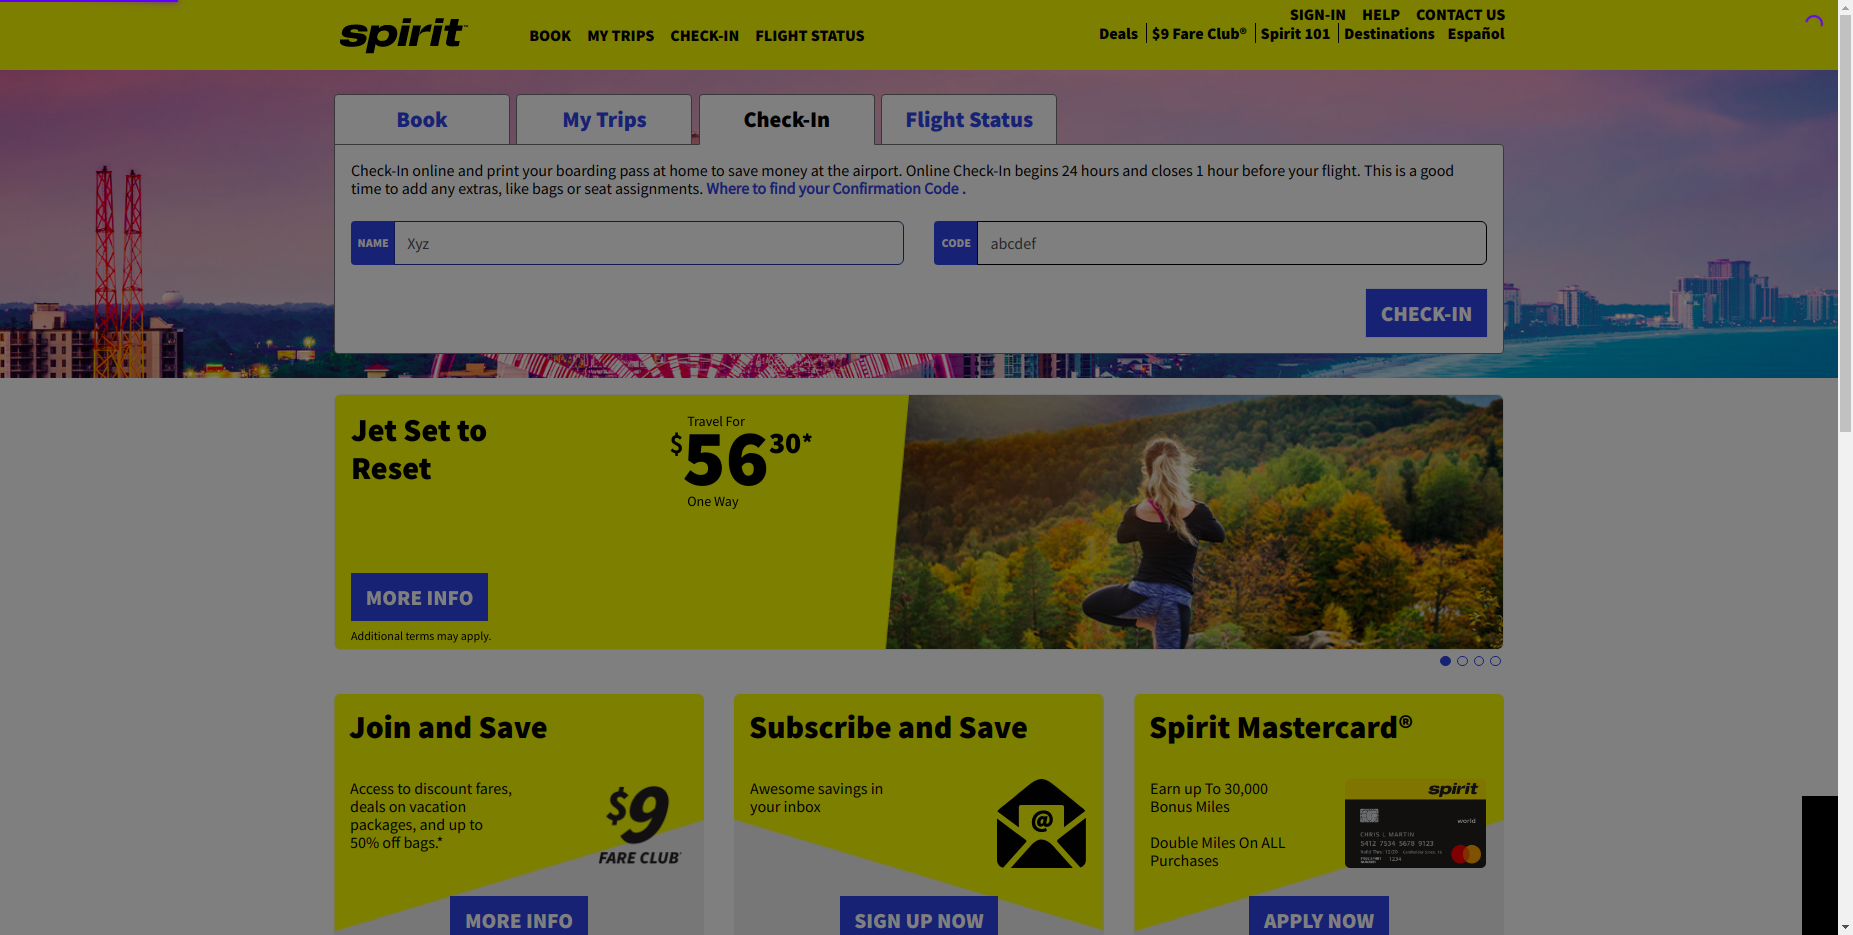 spirit
BOOK MY TRIPS CHECK-IN FLIGHT STATUS
SIGN-IN HELP CONTACT US
Deals $9 Fare Club® Spirit 101 Destinations Español
Book
My Trips
Check-In
Flight Status
Check-In online and print your boarding pass at home to save money at the airport. Online Check-In begins 24 hours and closes 1 hour before your flight. This is a good
time to add any extras, like bags or seat assignments. Where to find your Confirmation Code .
NAME Xyz
CODE abcdef
CHECK-IN
Jet Set to
Reset
Travel For
$56 30*
One Way
MORE INFO
Additional terms may apply.
Join and Save
Access to discount fares,
deals on vacation
packages, and up to
50% off bags.*
$9
FARE CLUB
MORE INFO
Subscribe and Save
Awesome savings in
your inbox
@
SIGN UP NOW
Spirit Mastercard®
Earn up To 30,000
Bonus Miles
Double Miles On ALL
Purchases
spirit
world
CHRIS L MARTIN
5412 7534 5678 9123
1234
APPLY NOW